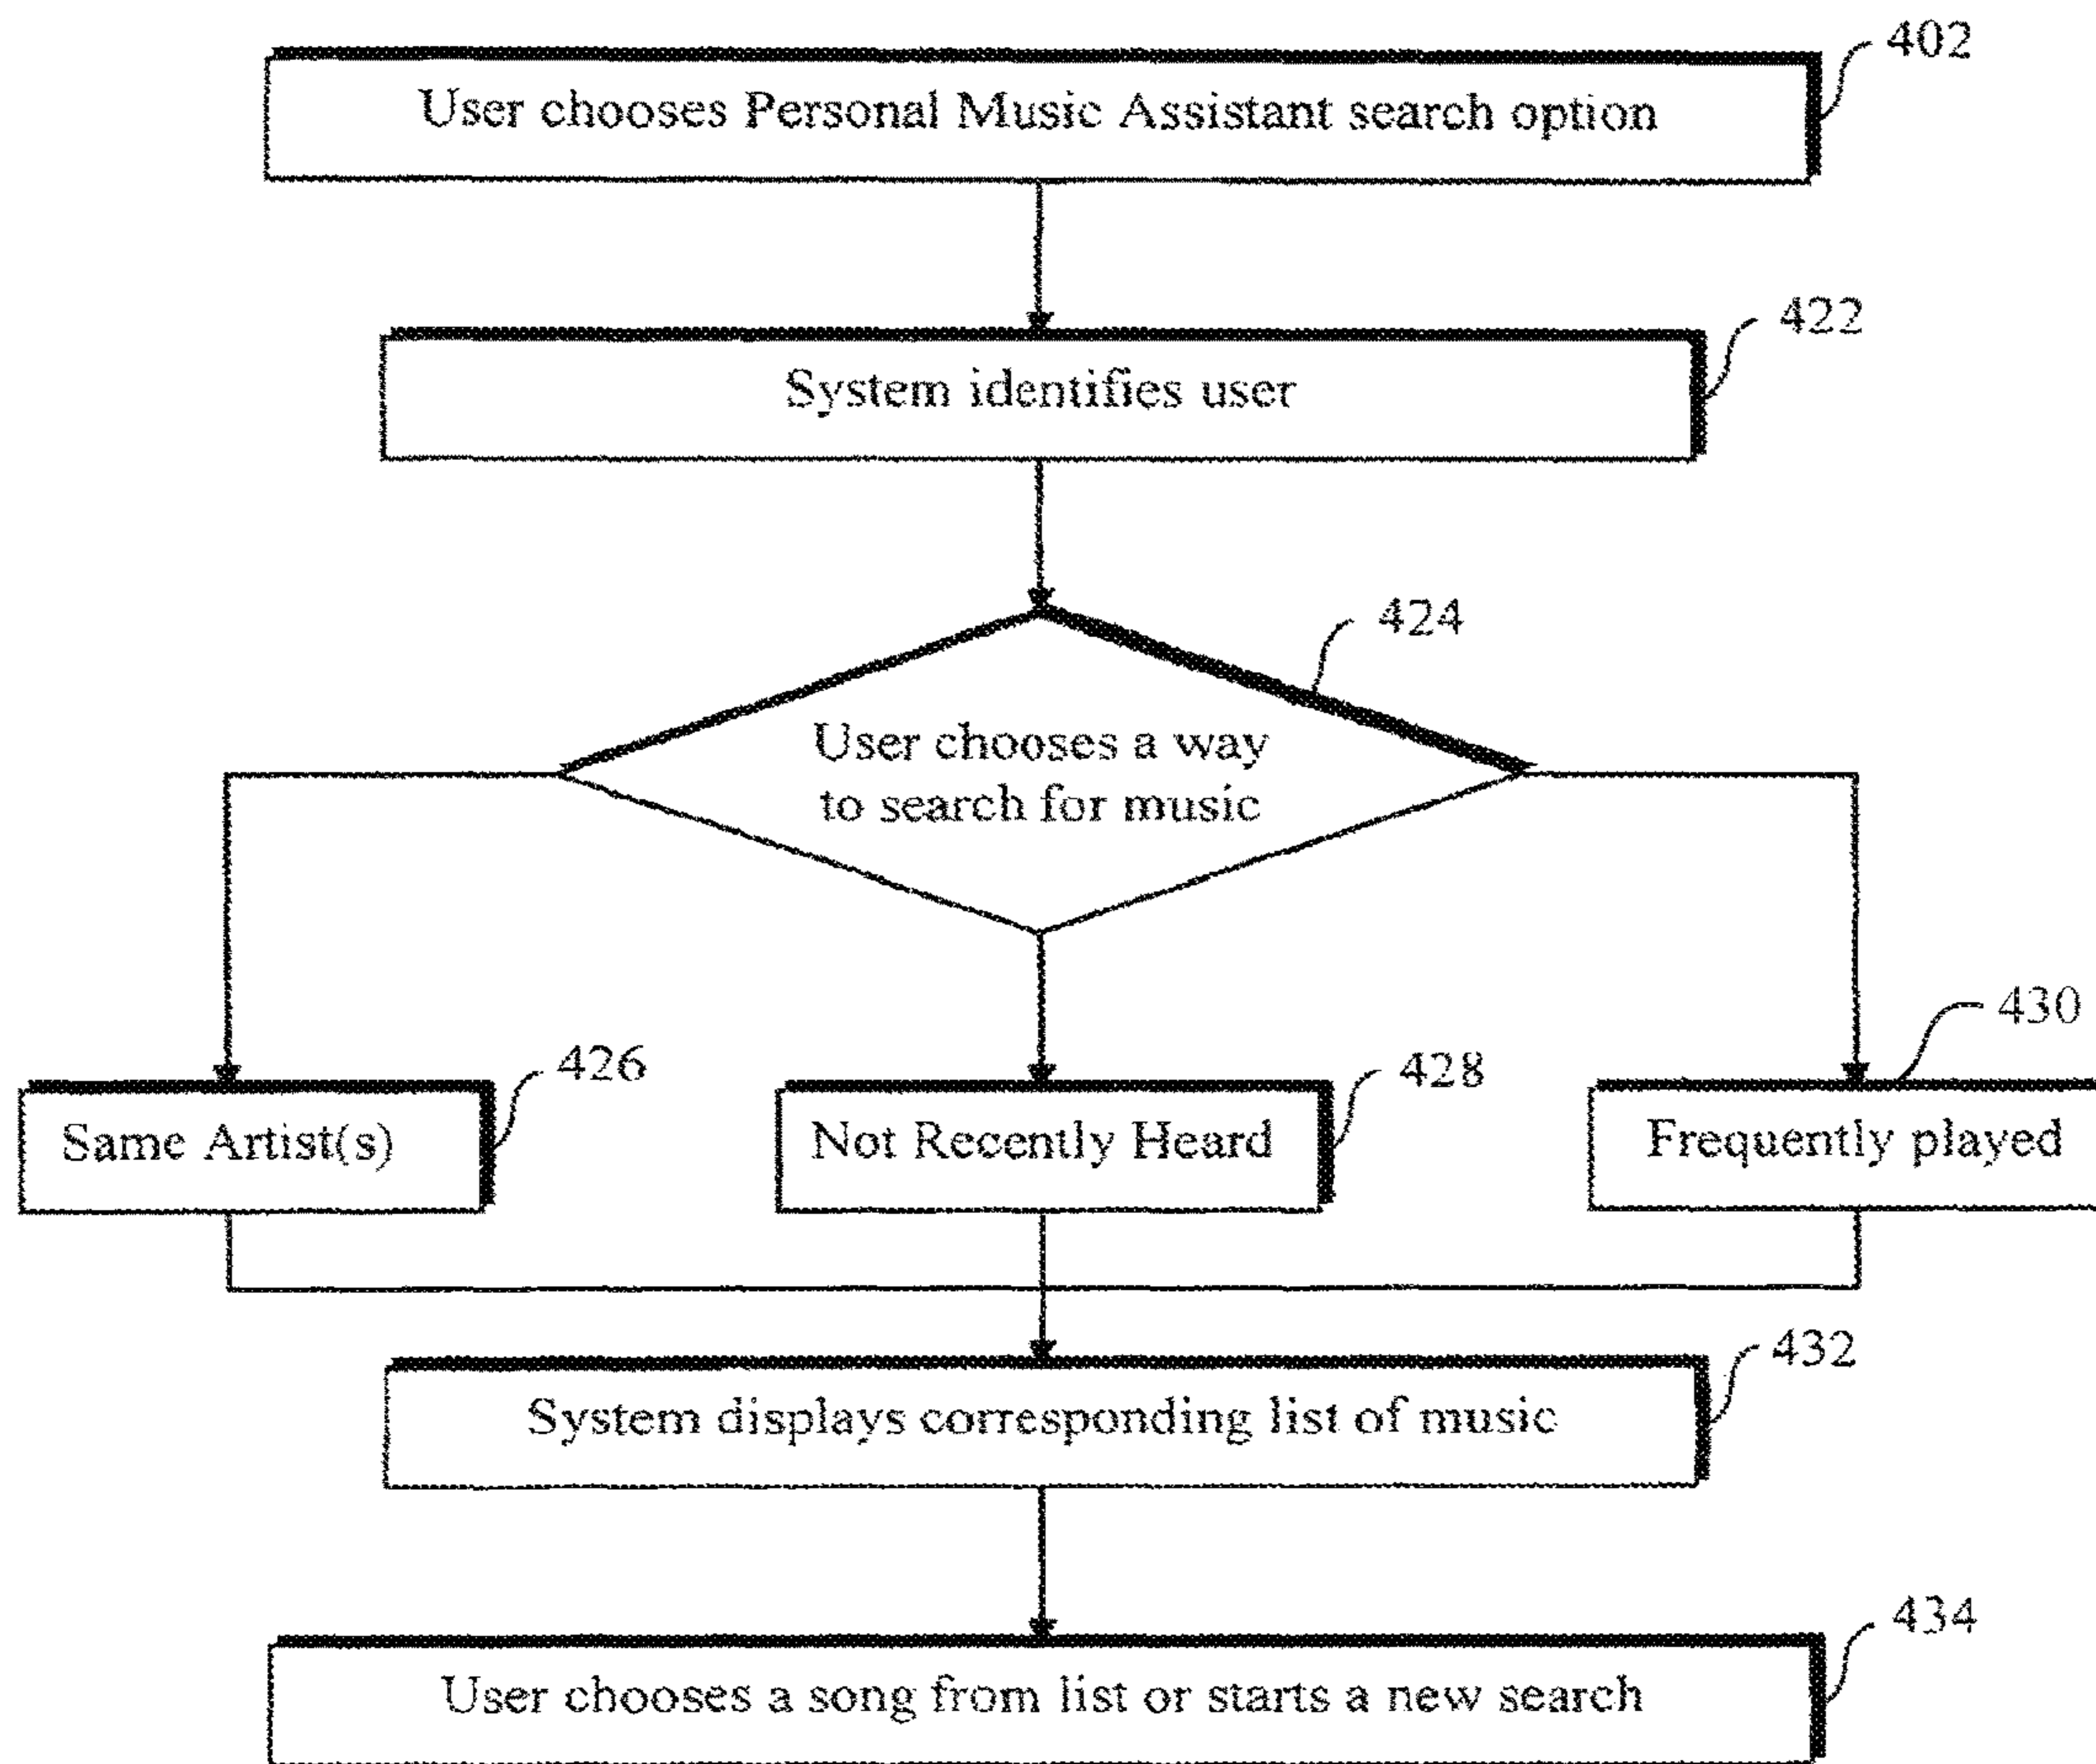 402
User chooses Personal Music Assistant search option
422
System identifies user
424
User chooses a way
to search for music
430
426
428
Same Artist(s)
Not Recently Heard
Frequently played
432
System displays corresponding list of music
434
User chooses a song from list or starts a new search